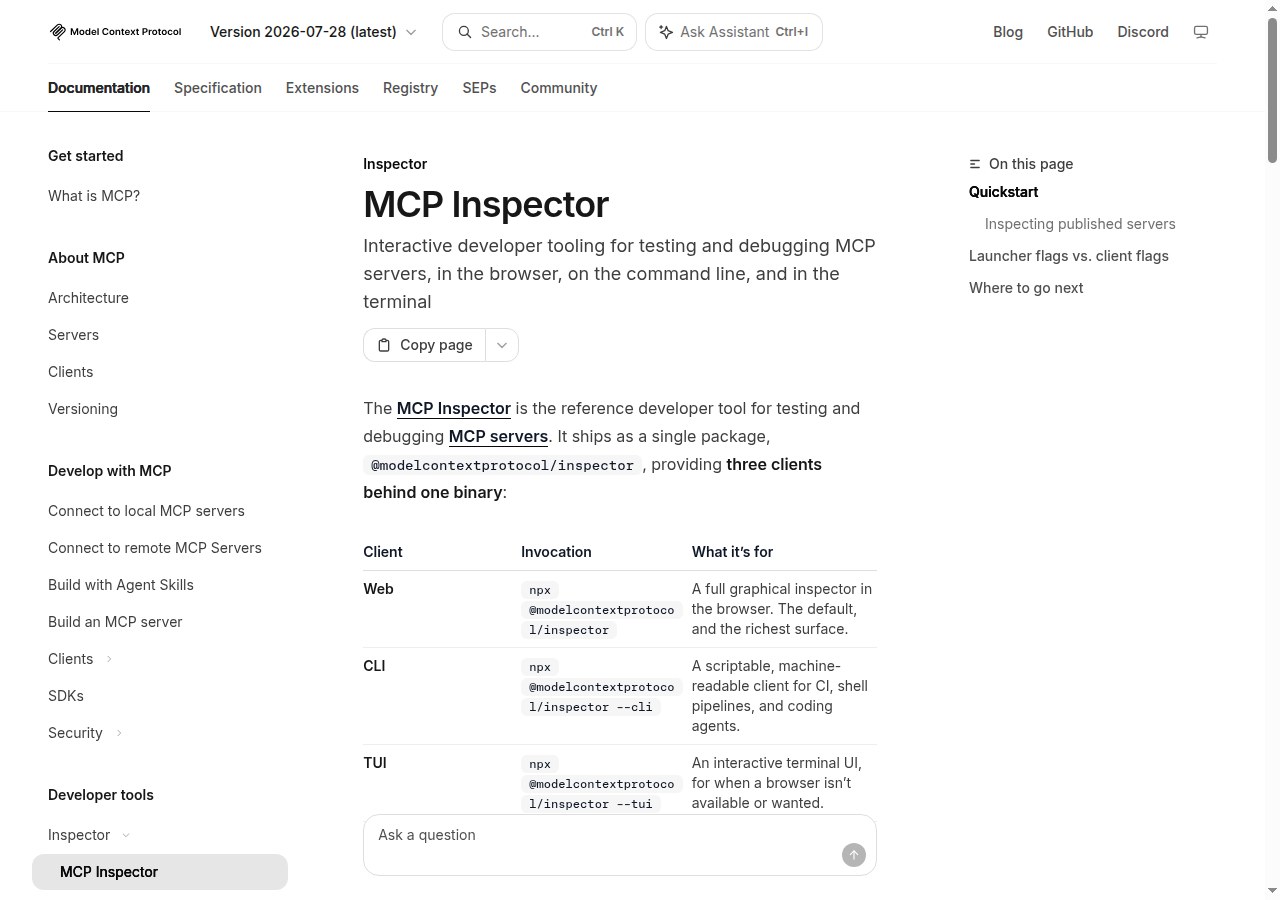 Model Context Protocol
Version 2026-07-28 (latest)
Search...
Ctrl K
Ask Assistant
Ctrl+I
Blog
GitHub
Discord
Documentation
Specification
Extensions
Registry
SEPs
Community
Get started
What is MCP?
About MCP
Architecture
Servers
Clients
Versioning
Develop with MCP
Connect to local MCP servers
Connect to remote MCP Servers
Build with Agent Skills
Build an MCP server
Clients
SDKs
Security
Developer tools
Inspector
MCP Inspector
Inspector
MCP Inspector
Interactive developer tooling for testing and debugging MCP
servers, in the browser, on the command line, and in the
terminal
Copy page
The MCP Inspector is the reference developer tool for testing and
debugging MCP servers. It ships as a single package,
@modelcontextprotocol/inspector, providing three clients
behind one binary:
Client
Invocation
What it's for
Web
npx
@modelcontextprotoco
l/inspector
A full graphical inspector in
the browser. The default,
and the richest surface.
CLI
npx
@modelcontextprotoco
l/inspector --cli
A scriptable, machine-
readable client for CI, shell
pipelines, and coding
agents.
TUI
npx
@modelcontextprotoco
l/inspector --tui
An interactive terminal UI,
for when a browser isn't
available or wanted.
Ask a question
On this page
Quickstart
Inspecting published servers
Launcher flags vs. client flags
Where to go next